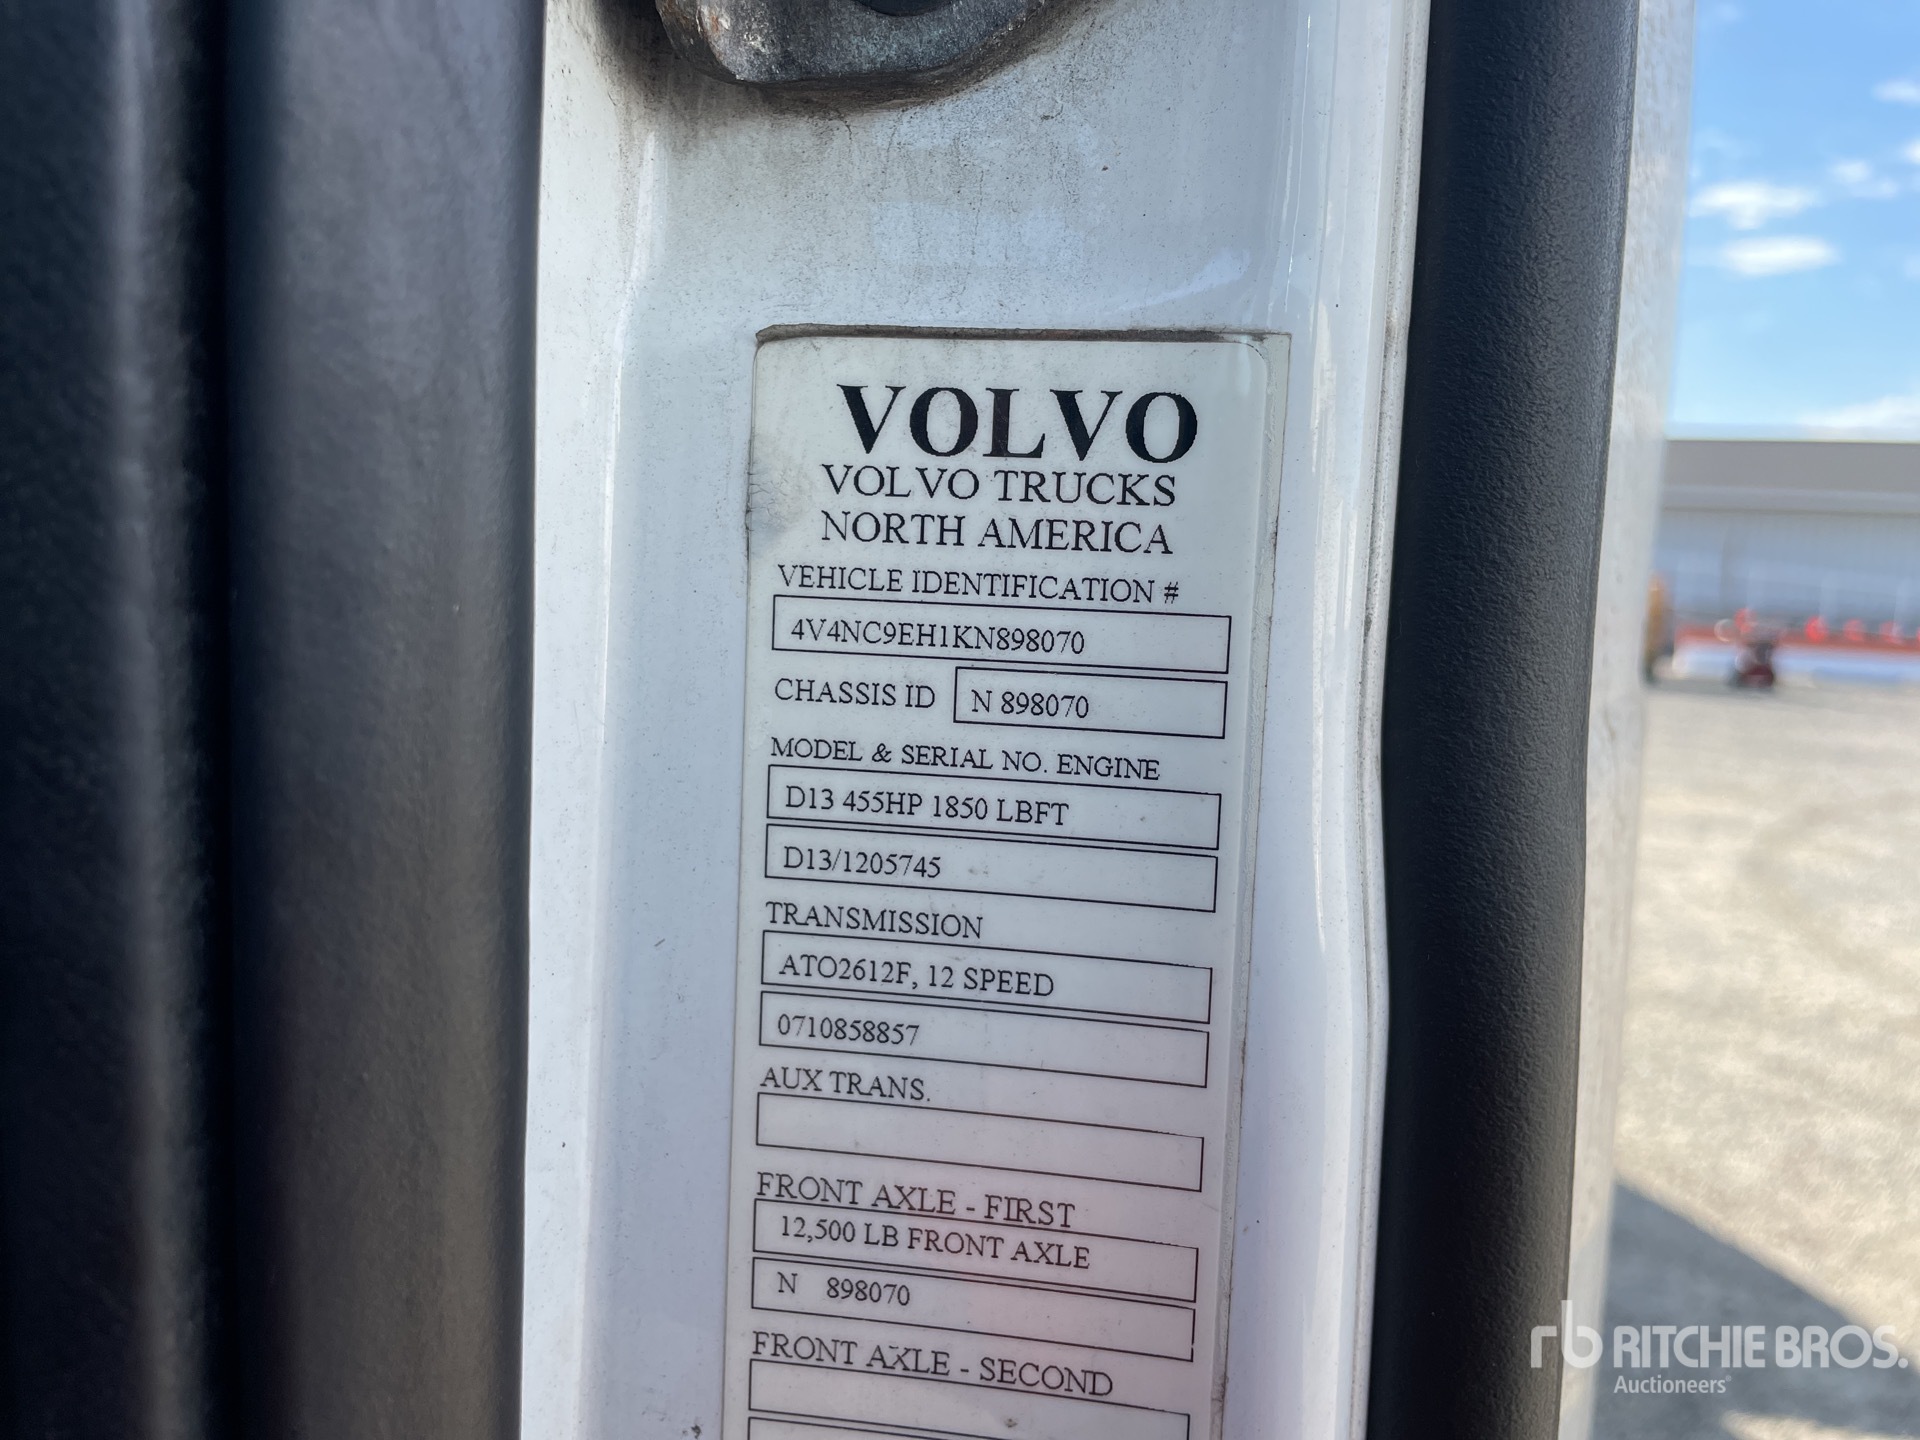 VOLVO
VOLVO TRUCKS
NORTH AMERICA
VEHICLE IDENTIFICATION #
4V4NC9EH1KN898070
CHASSIS ID N 898070
MODEL & SERIAL NO. ENGINE
D13 455HP 1850 LBFT
D13/1205745
TRANSMISSION
ATO2612F, 12 SPEED
0710858857
AUX TRANS.
FRONT AXLE - FIRST
12,500 LB FRONT AXLE
N 898070
FRONT AXLE - SECOND
rb RITCHIE BROS.
Auctioneers